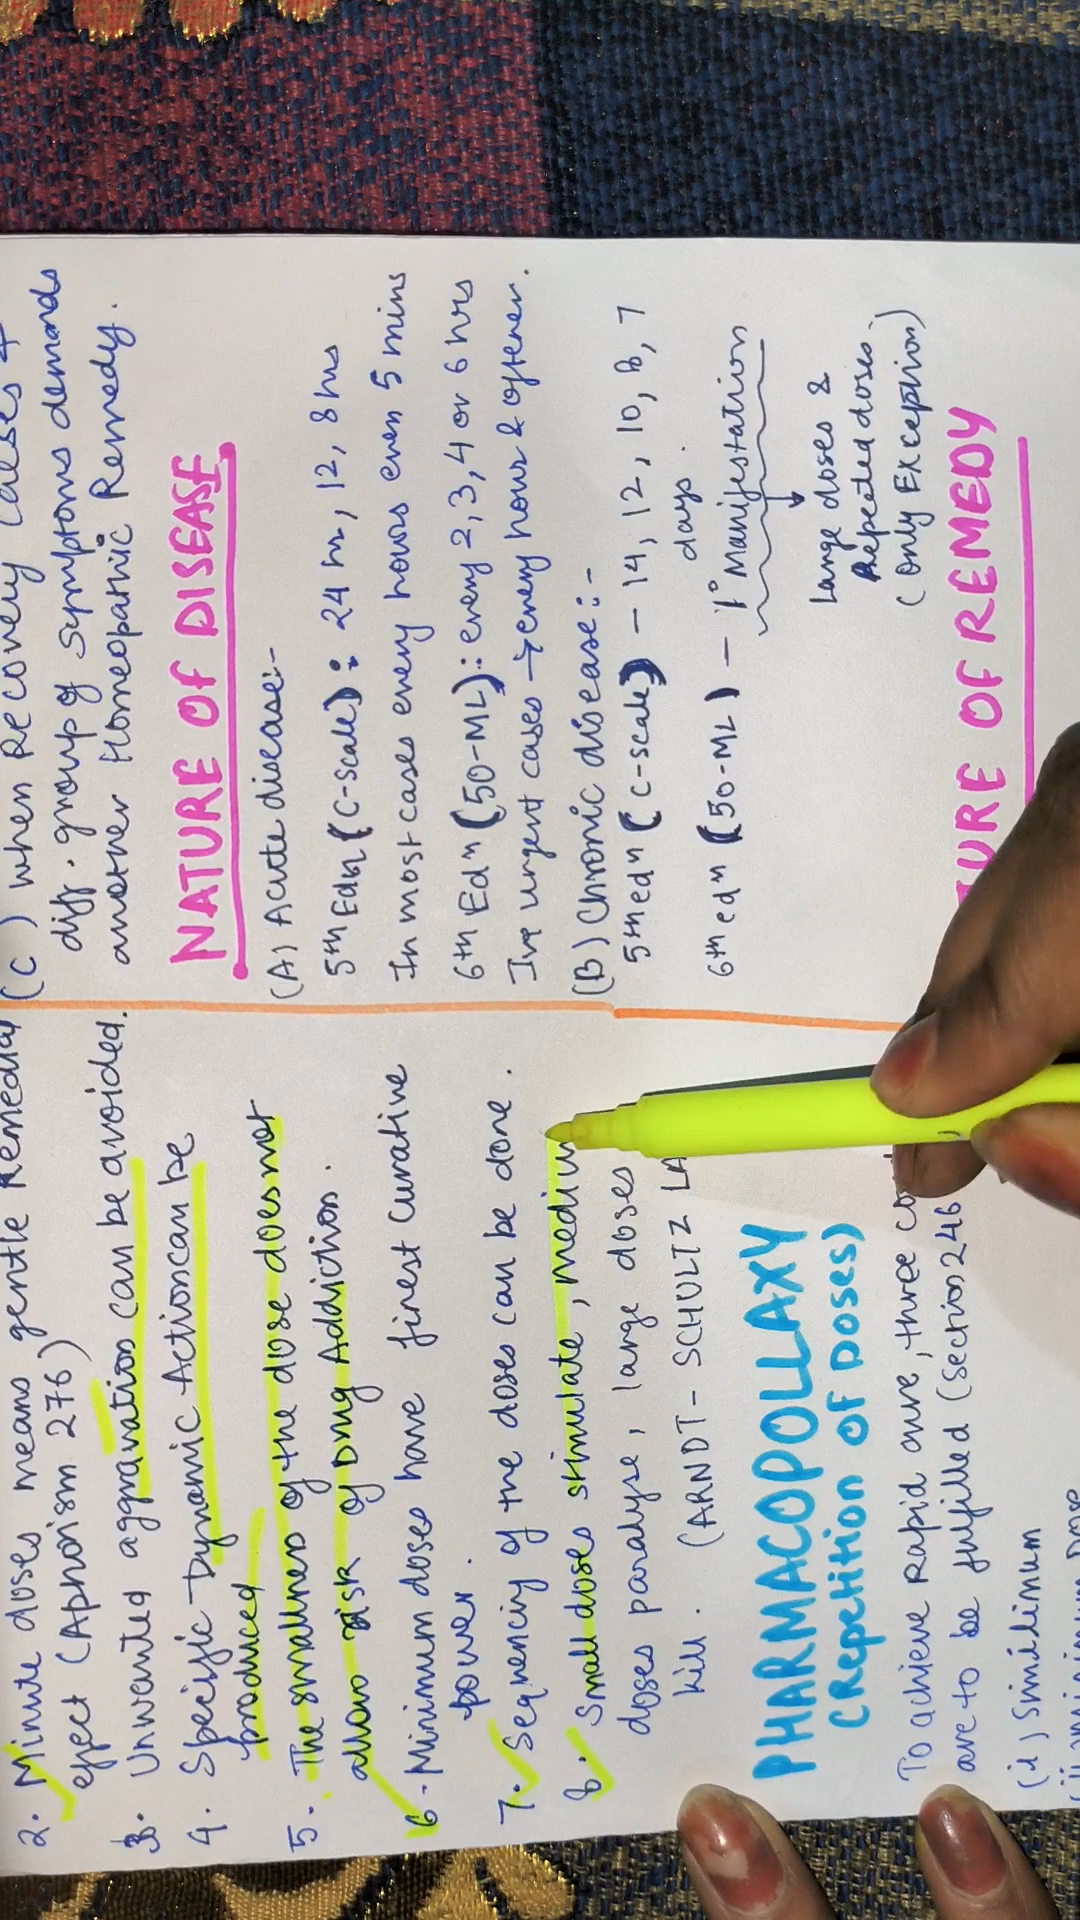 2. Minute doses means gentle Remedial
effect (Aphorism 276)
3. Unwanted aggravation can be avoided.
4. Specific Dynamic Action can be
produced
5. The smallness of the dose does not
allow risk of Drug Addiction.
6. Minimum doses have finest curative
power.
7. Sequencing of the doses can be done.
8. Small doses stimulate, medium
doses paralyse, large doses
kill. (ARNDT-SCHULTZ LA
PHARMACOPOLLAXY
(Repetition OF DOSES)
To achieve Rapid cure, three co
are to be fulfilled (Section 246
(i) Similimum
(C) when Recovery
diff. group of symptoms demands
another Homeopathic Remedy.
NATURE OF DISEASE
(A) Acute disease:-
5th Edn (C-scale): 24 hr, 12, 8 hrs
In most cases every hours even 5 mins
6th Edn (50-ML): every 2, 3, 4 or 6 hrs
urgent cases → every hour & oftener.
(B) Chronic disease:-
5th edn (C-scale) - 14, 12, 10, 8, 7
days.
6th edn (50-ML) - 1° Manifestation
Large doses &
Repeated doses.
(only Exception)
URE OF REMEDY